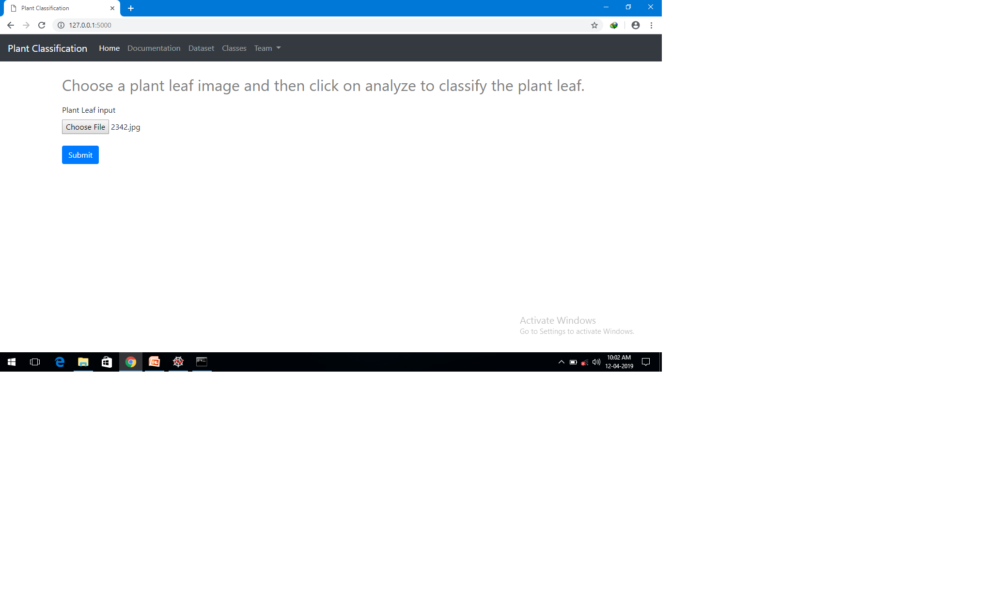 Plant Classification
127.0.0.1:5000
Plant Classification Home Documentation Dataset Classes Team
Choose a plant leaf image and then click on analyze to classify the plant leaf.
Plant Leaf input
Choose File 2342.jpg
Submit
Activate Windows
Go to Settings to activate Windows.
10:02 AM
12-04-2019